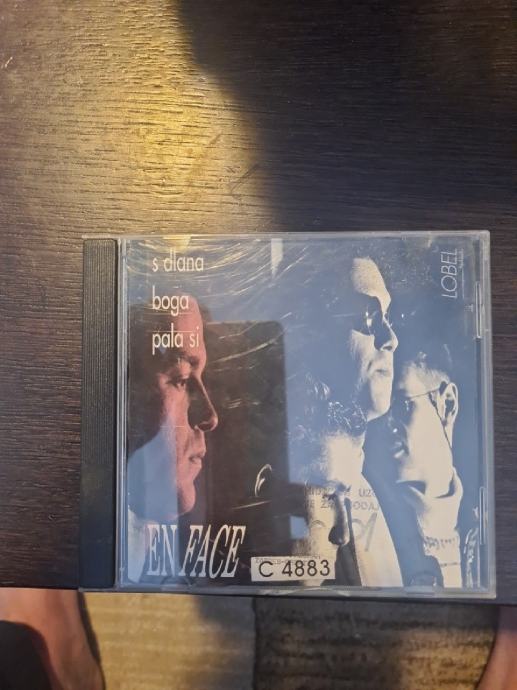 s dlana
boga
pala si
LOBEL
EN FACE
C 4883